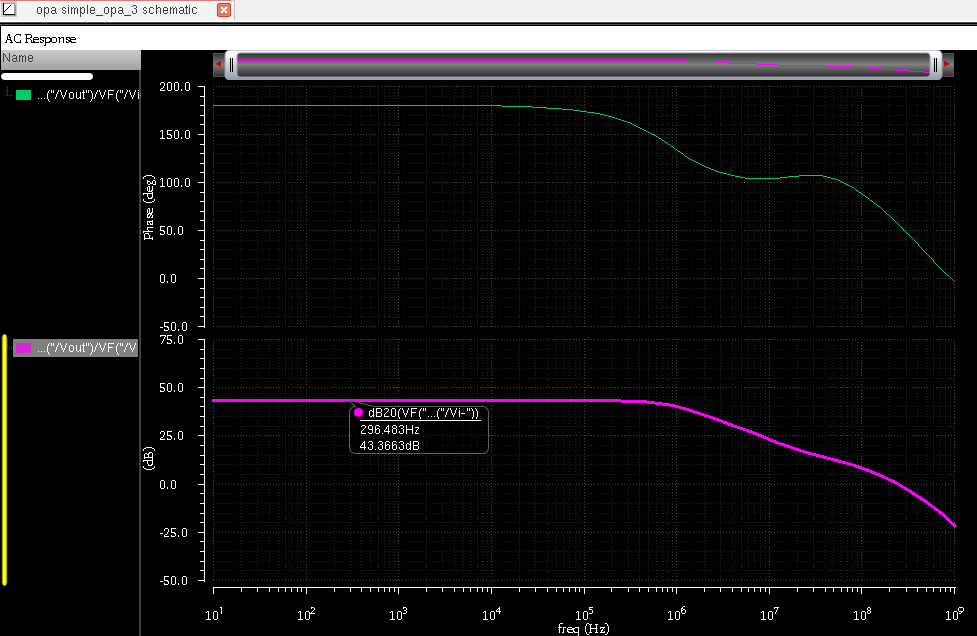 opa simple_opa_3 schematic
AC Response
Name
...("/Vout")/VF("/Vi
200.0
150.0
100.0
50.0
0.0
-50.0
Phase (deg)
...("/Vout")/VF("/V
75.0
50.0
25.0
0.0
-25.0
-50.0
(dB)
dB20(VF("...("/Vi-"))
296.483Hz
43.3663dB
10¹ 10² 10³ 10⁴ 10⁵ 10⁶ 10⁷ 10⁸ 10⁹
freq (Hz)